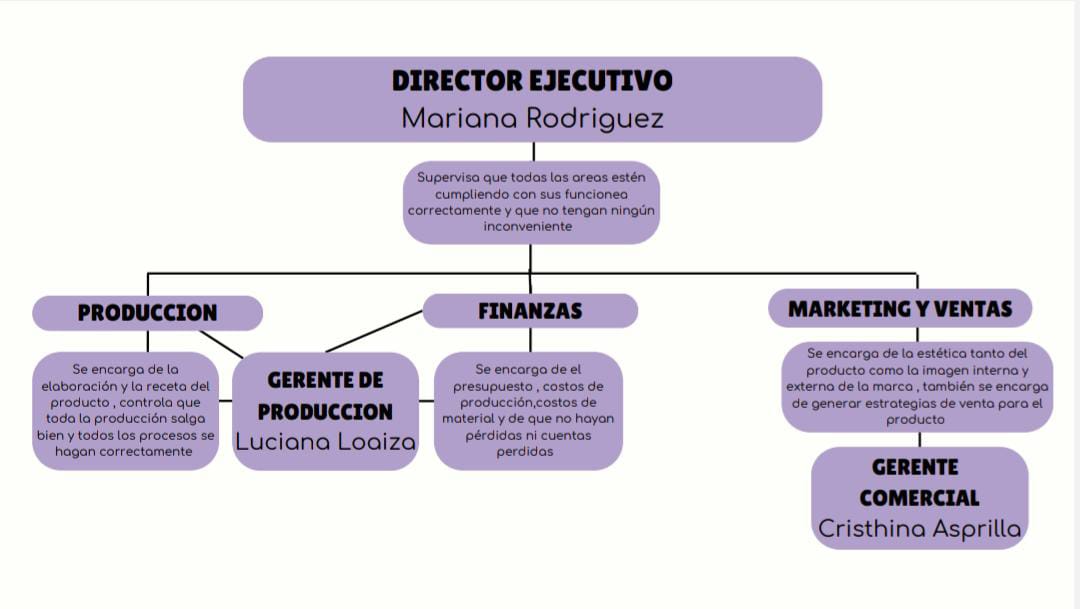 DIRECTOR EJECUTIVO
Mariana Rodriguez
Supervisa que todas las areas estén
cumpliendo con sus funcionea
correctamente y que no tengan ningún
inconveniente
PRODUCCION
Se encarga de la
elaboración y la receta del
producto , controla que
toda la producción salga
bien y todos los procesos se
hagan correctamente
GERENTE DE
PRODUCCION
Luciana Loaiza
FINANZAS
Se encarga de el
presupuesto , costos de
producción,costos de
material y de que no hayan
pérdidas ni cuentas
perdidas
MARKETING Y VENTAS
Se encarga de la estética tanto del
producto como la imagen interna y
externa de la marca , también se encarga
de generar estrategias de venta para el
producto
GERENTE
COMERCIAL
Cristhina Asprilla